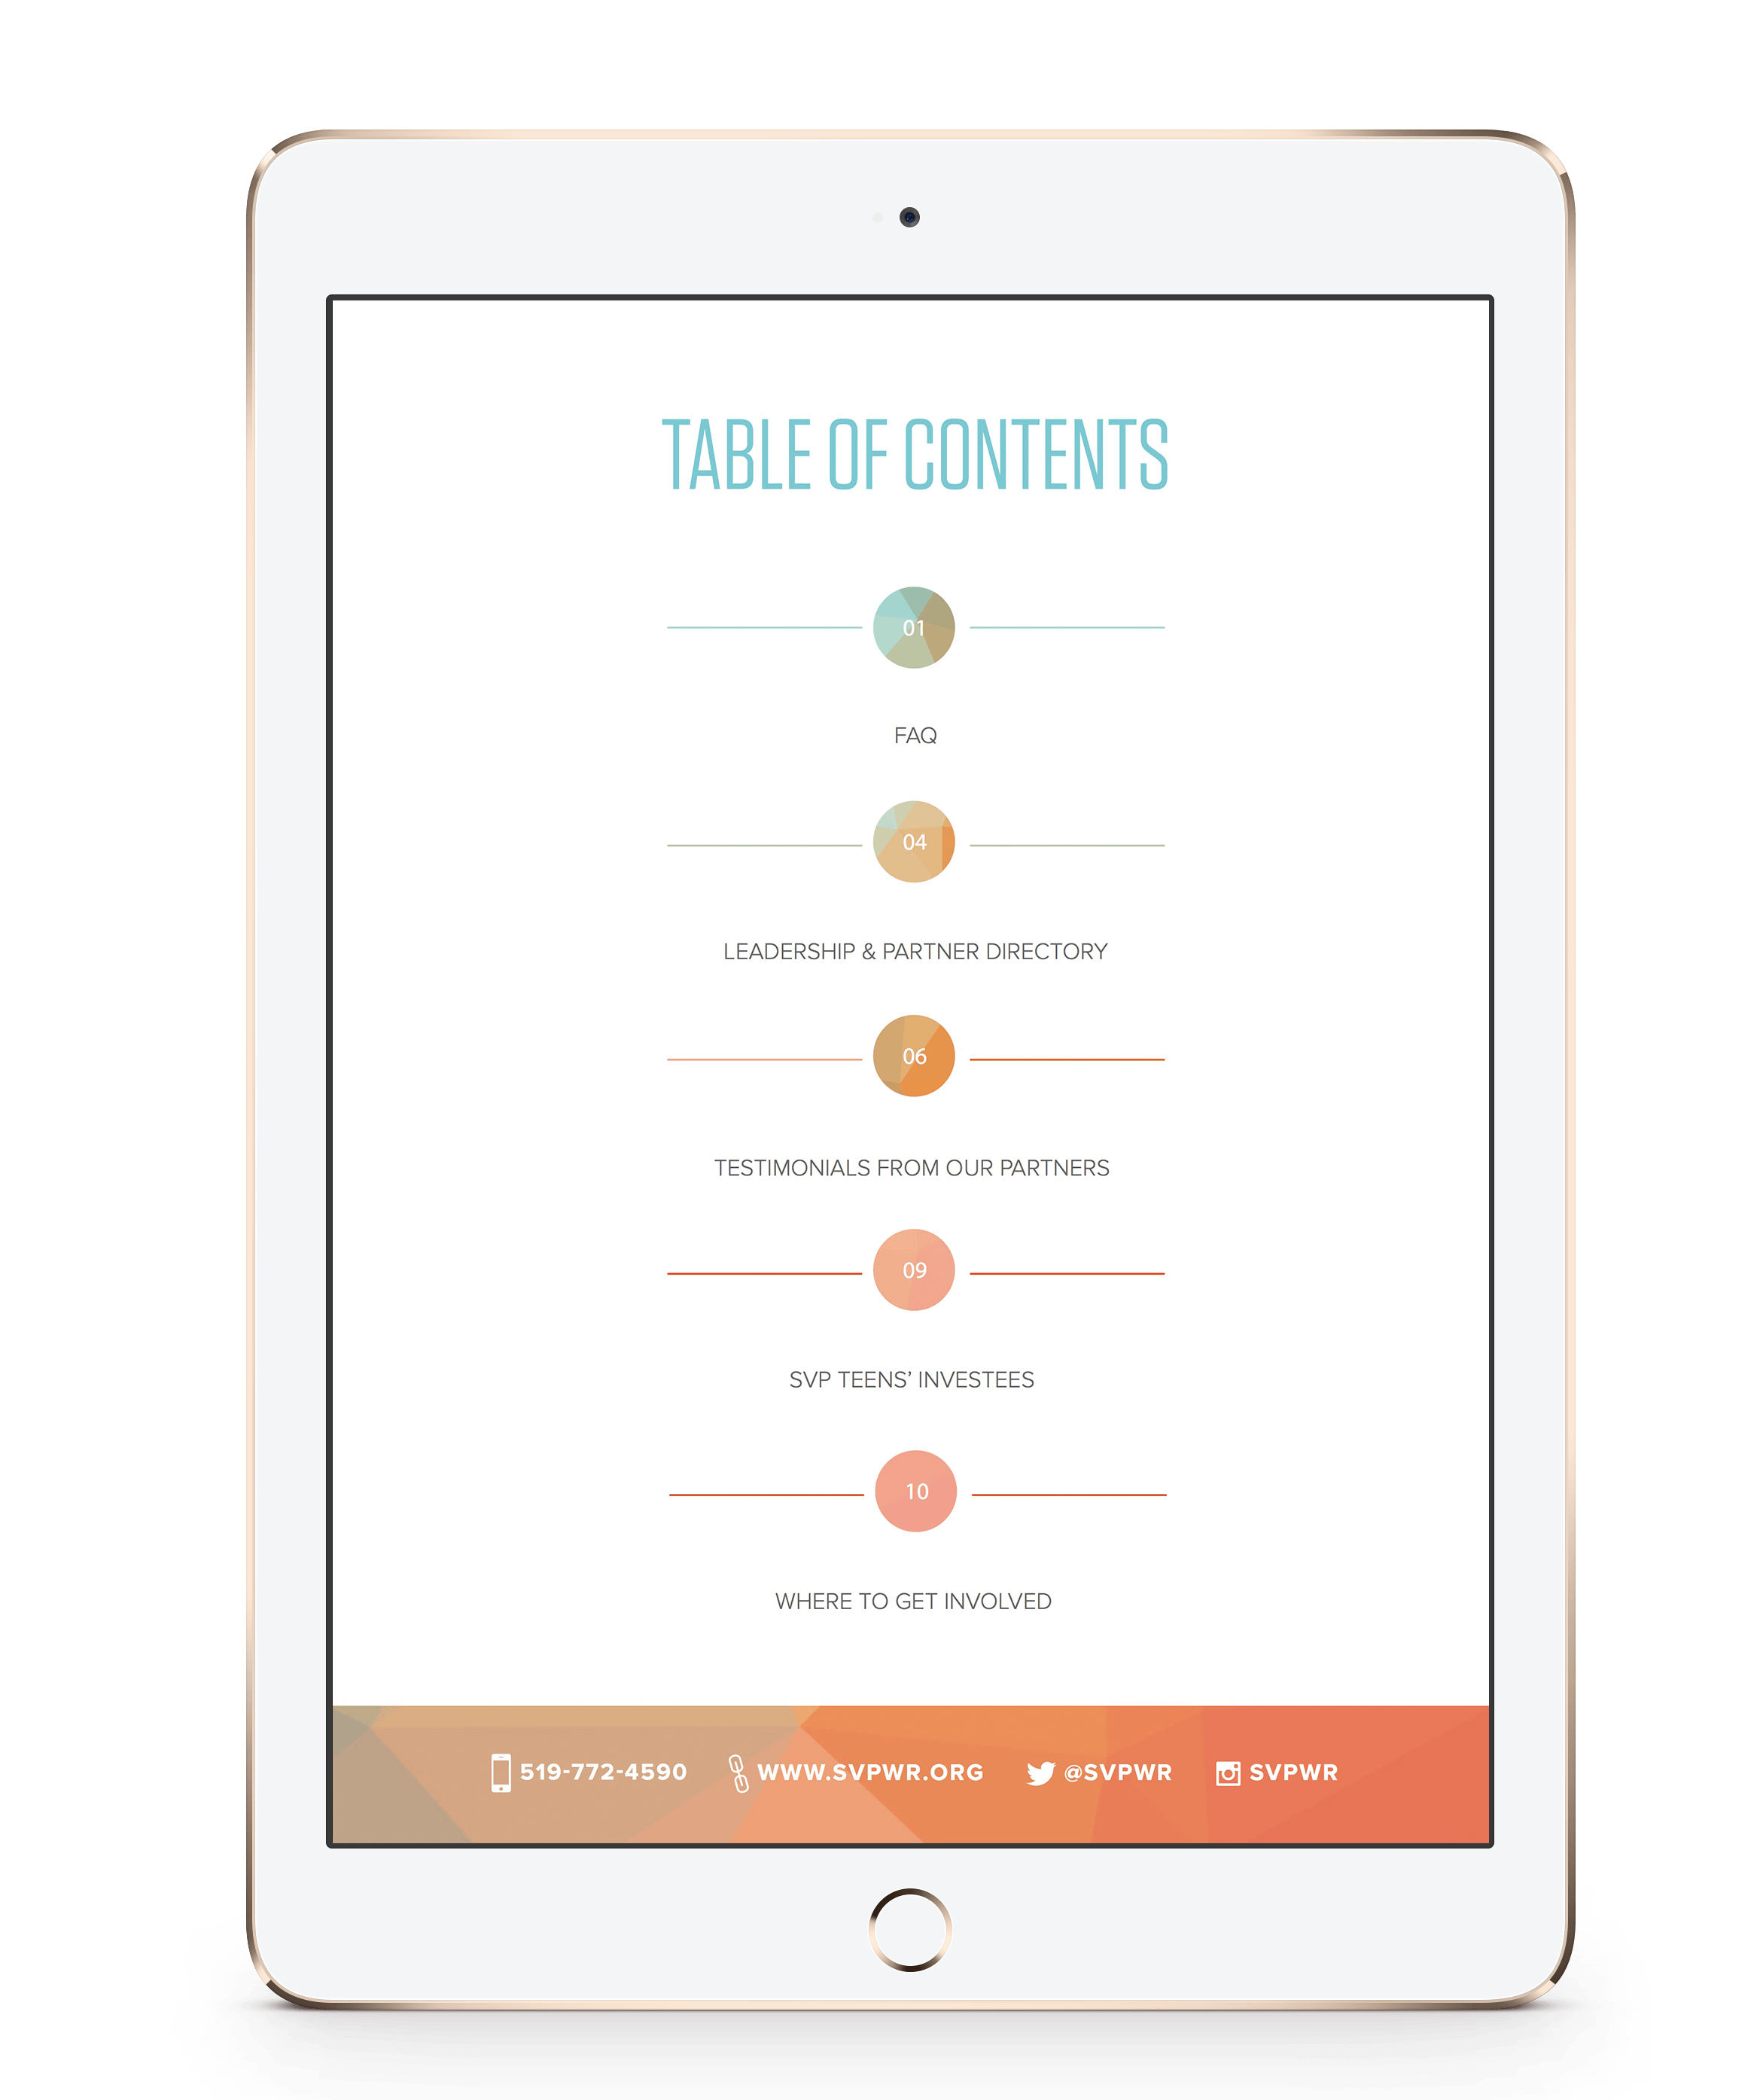 TABLE OF CONTENTS
01
FAQ
04
LEADERSHIP & PARTNER DIRECTORY
06
TESTIMONIALS FROM OUR PARTNERS
09
SVP TEENS’ INVESTEES
10
WHERE TO GET INVOLVED
519-772-4590 WWW.SVPWR.ORG @SVPWR SVPWR